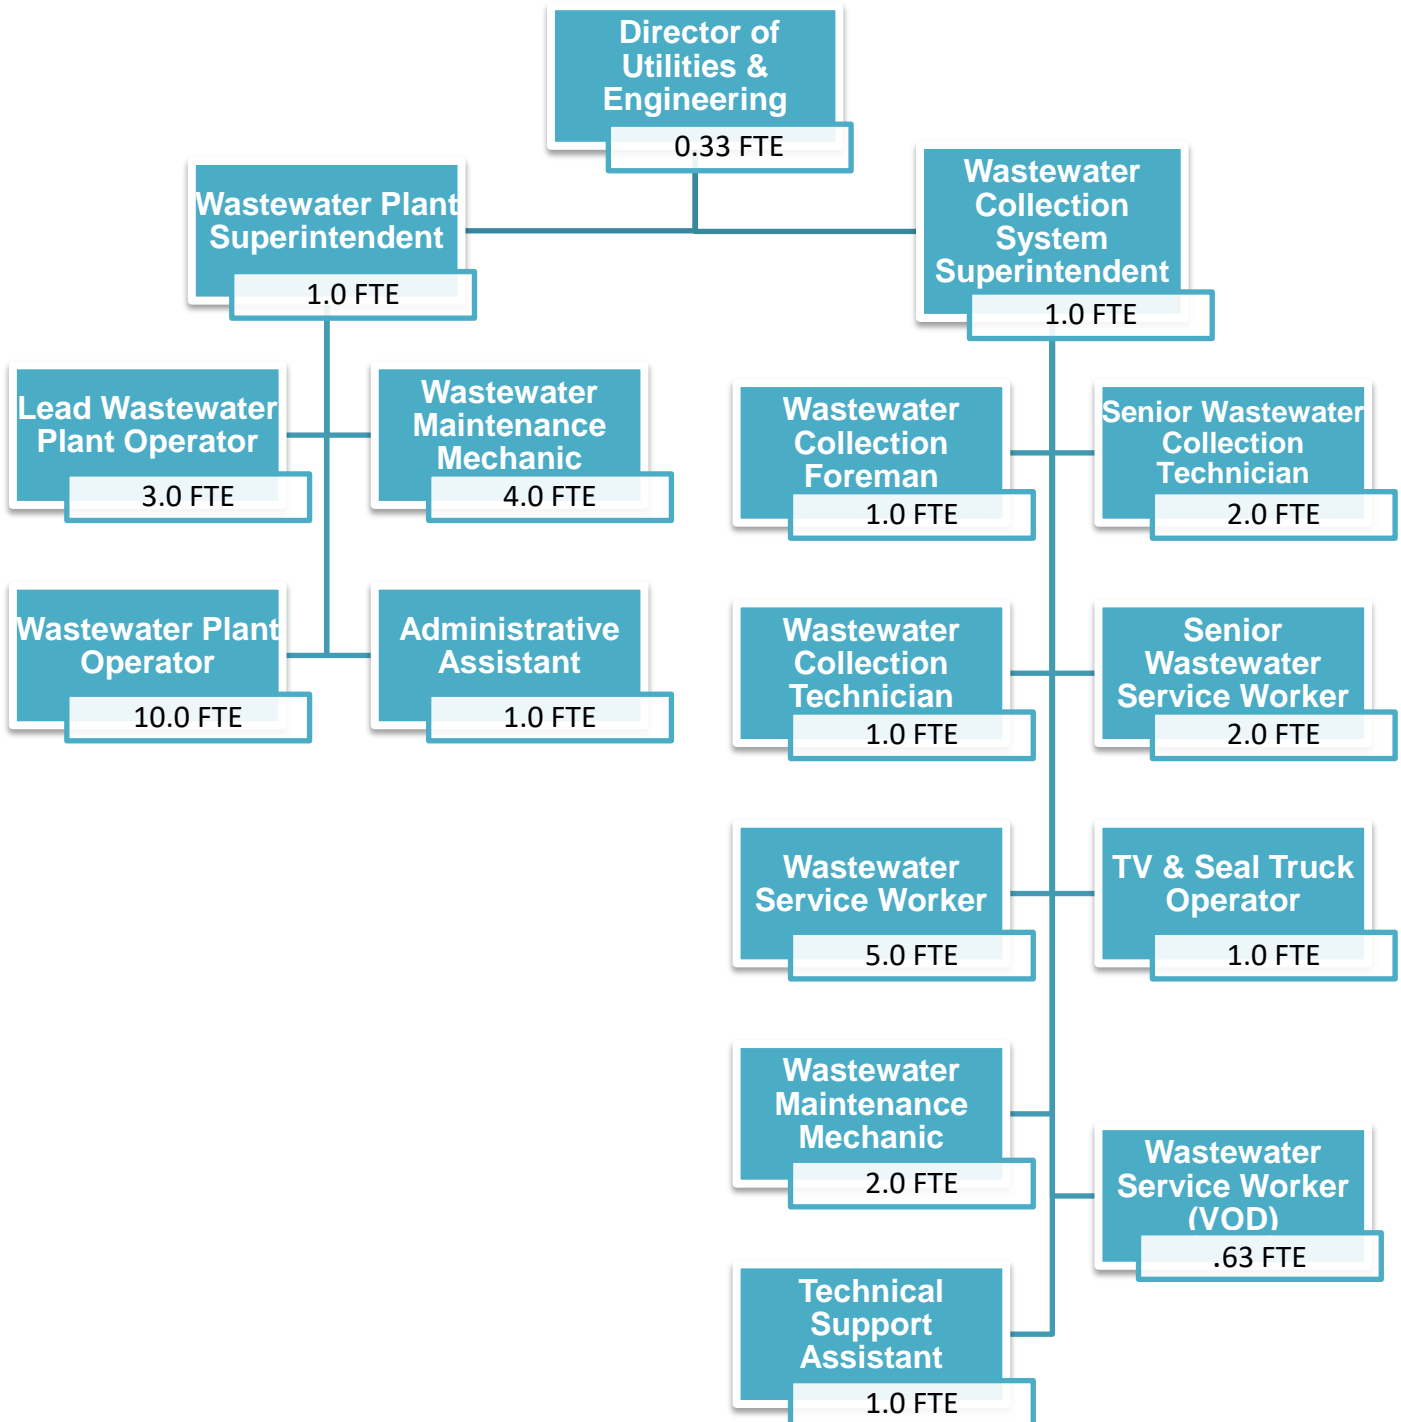 Director of
Utilities &
Engineering
0.33 FTE
Wastewater Plant
Superintendent
1.0 FTE
Wastewater
Collection
System
Superintendent
1.0 FTE
Lead Wastewater
Plant Operator
3.0 FTE
Wastewater
Maintenance
Mechanic
4.0 FTE
Wastewater
Collection
Foreman
1.0 FTE
Senior Wastewater
Collection
Technician
2.0 FTE
Wastewater Plant
Operator
10.0 FTE
Administrative
Assistant
1.0 FTE
Wastewater
Collection
Technician
1.0 FTE
Senior
Wastewater
Service Worker
2.0 FTE
Wastewater
Service Worker
5.0 FTE
TV & Seal Truck
Operator
1.0 FTE
Wastewater
Maintenance
Mechanic
2.0 FTE
Wastewater
Service Worker
(VOD)
.63 FTE
Technical
Support
Assistant
1.0 FTE